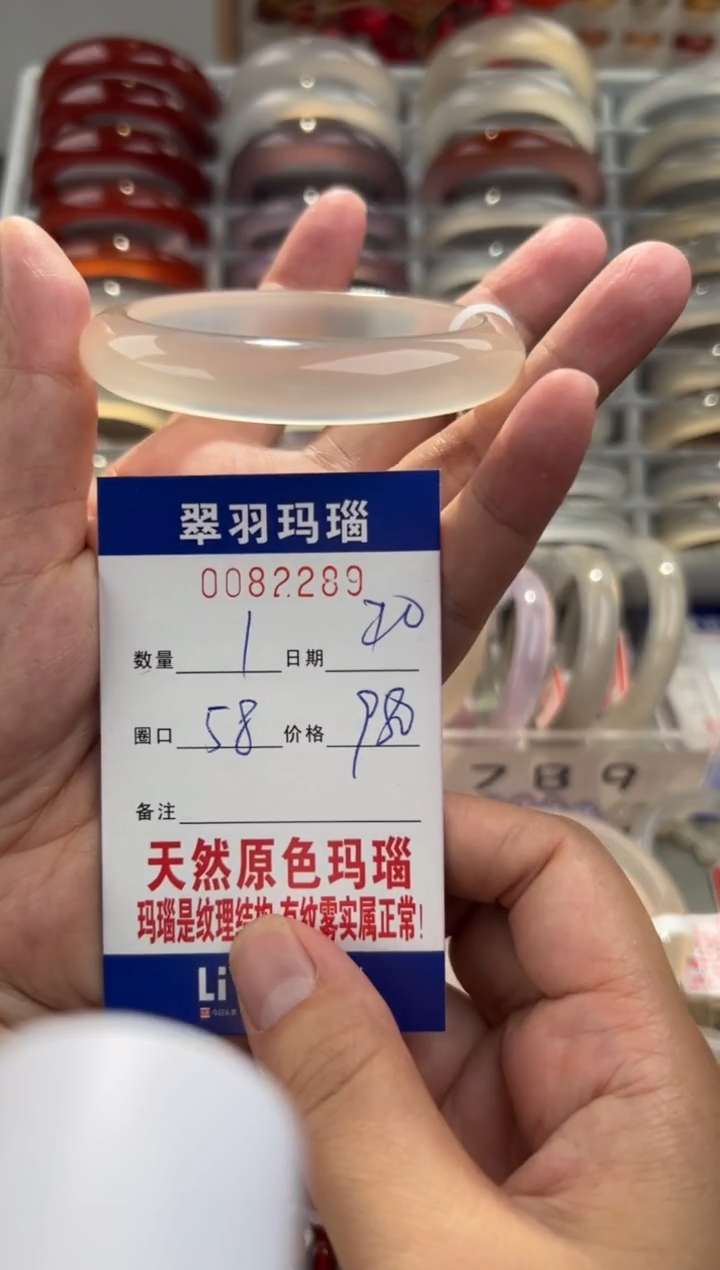 翠羽玛瑙
0082289
数量 1 日期 20
圈口 58 价格 980
备注
天然原色玛瑙
玛瑙是纹理结构,有纹雾实属正常!
Li
789